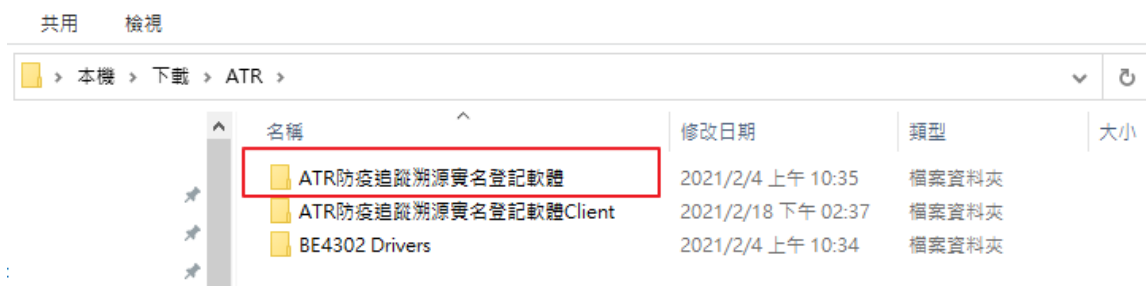 共用 檢視
本機 › 下載 › ATR ›
名稱 修改日期 類型 大小
ATR防疫追蹤溯源實名登記軟體 2021/2/4 上午 10:35 檔案資料夾
ATR防疫追蹤溯源實名登記軟體Client 2021/2/18 下午 02:37 檔案資料夾
BE4302 Drivers 2021/2/4 上午 10:34 檔案資料夾